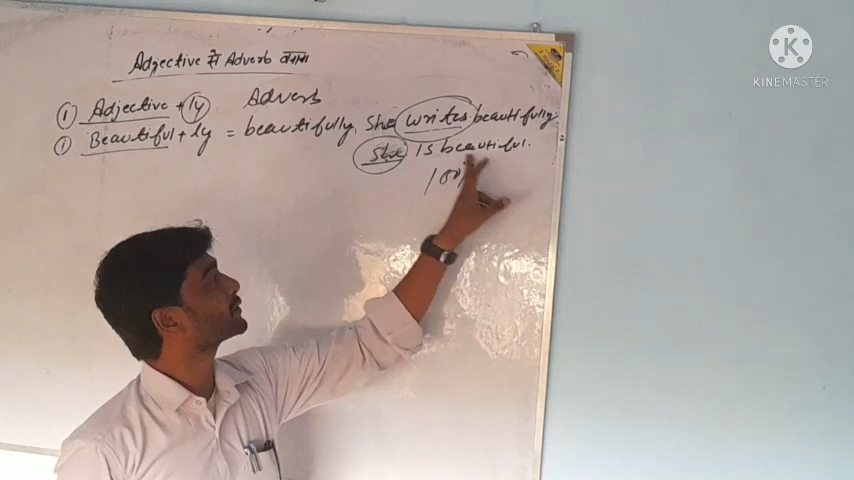 Adjective से Adverb बनाना
① Adjective + ly Adverb
① Beautiful + ly = beautifully, She writes beautifully
She is beautiful.
KINEMASTER